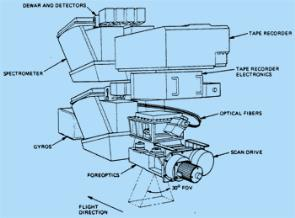 DEWAR AND DETECTORS
TAPE RECORDER
SPECTROMETER
TAPE RECORDER
ELECTRONICS
OPTICAL FIBERS
GYROS
SCAN DRIVE
FOREOPTICS
30° FOV
FLIGHT
DIRECTION